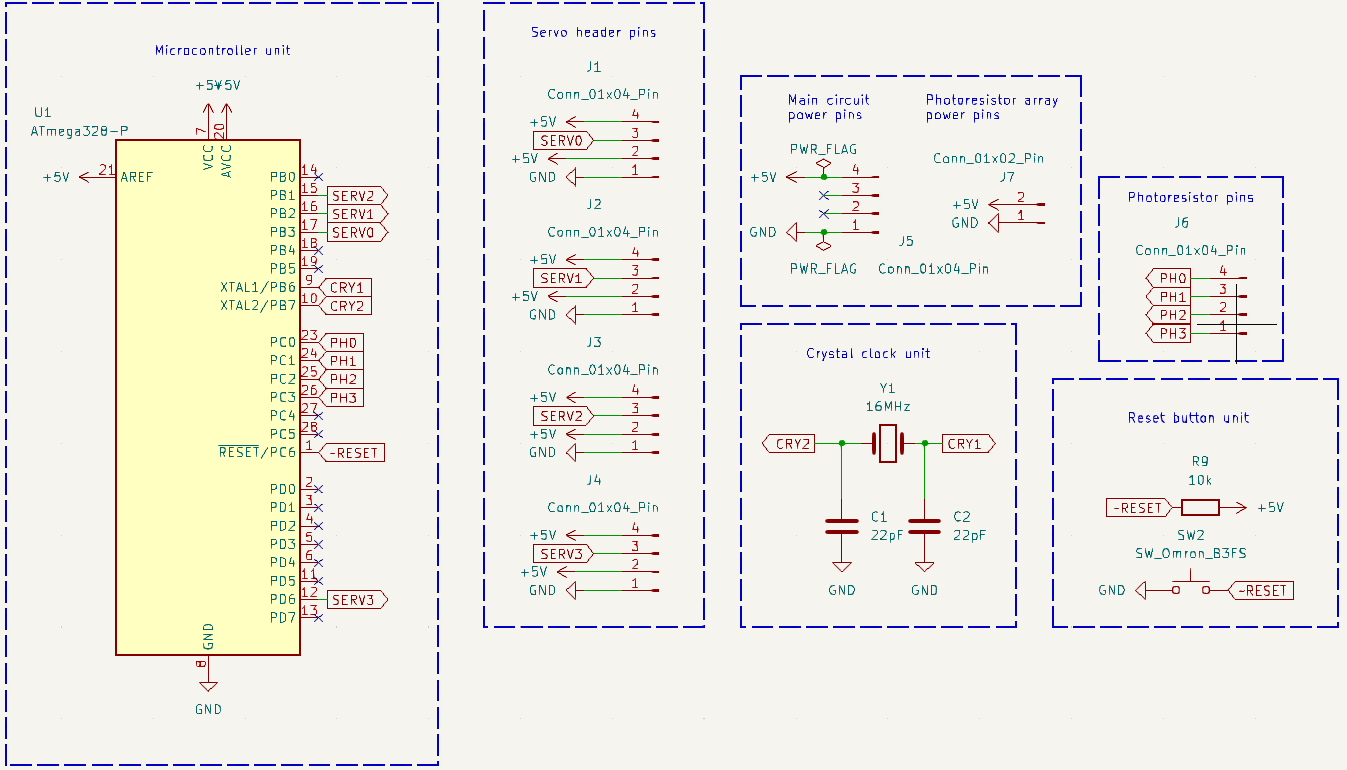 Microcontroller unit
+5V
+5V
U1
ATmega328-P
7
20
VCC
AVCC
+5V
21
AREF
PB0
14
PB1
15
SERV2
PB2
16
SERV1
PB3
17
SERV0
PB4
18
PB5
19
XTAL1/PB6
9
CRY1
XTAL2/PB7
10
CRY2
PC0
23
PH0
PC1
24
PH1
PC2
25
PH2
PC3
26
PH3
PC4
27
PC5
28
RESET/PC6
1
~RESET
PD0
2
PD1
3
PD2
4
PD3
5
PD4
6
PD5
11
PD6
12
SERV3
PD7
13
GND
8
GND
Servo header pins
J1
Conn_01x04_Pin
+5V
4
SERV0
3
+5V
2
GND
1
J2
Conn_01x04_Pin
+5V
4
SERV1
3
+5V
2
GND
1
J3
Conn_01x04_Pin
+5V
4
SERV2
3
+5V
2
GND
1
J4
Conn_01x04_Pin
+5V
4
SERV3
3
+5V
2
GND
1
Main circuit
power pins
PWR_FLAG
+5V
4
3
2
GND
1
J5
PWR_FLAG
Conn_01x04_Pin
Photoresistor array
power pins
Conn_01x02_Pin
J7
+5V
2
GND
1
Photoresistor pins
J6
Conn_01x04_Pin
PH0
4
PH1
3
PH2
2
PH3
1
Crystal clock unit
Y1
16MHz
CRY2
CRY1
C1
22pF
C2
22pF
GND
GND
Reset button unit
R9
10k
~RESET
+5V
SW2
SW_Omron_B3FS
GND
~RESET